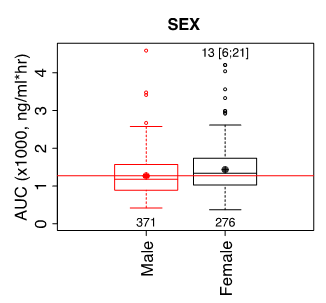 SEX
AUC (x1000, ng/ml*hr)
4
3
2
1
0
13 [6;21]
371
276
Male
Female